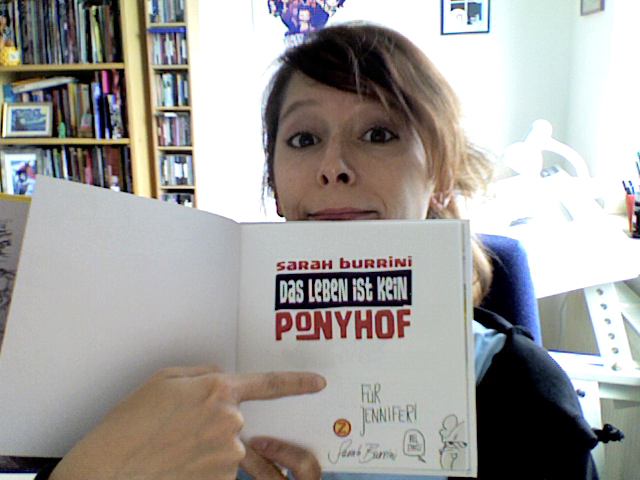 SARAH BURRINI
DAS LEBEN IST KEIN
PONYHOF
FÜR
JENNIFER!
Z
Sarah Burrini